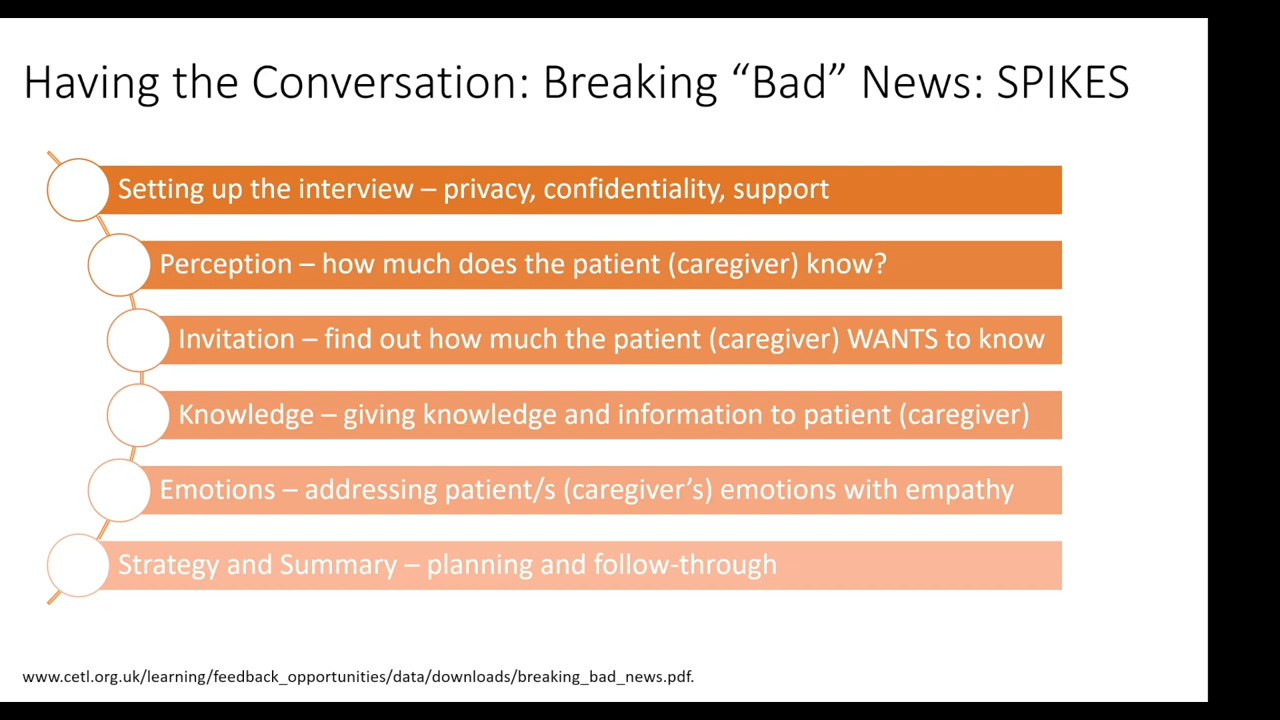 Having the Conversation: Breaking “Bad” News: SPIKES
Setting up the interview – privacy, confidentiality, support
Perception – how much does the patient (caregiver) know?
Invitation – find out how much the patient (caregiver) WANTS to know
Knowledge – giving knowledge and information to patient (caregiver)
Emotions – addressing patient/s (caregiver’s) emotions with empathy
Strategy and Summary – planning and follow-through
www.cetl.org.uk/learning/feedback_opportunities/data/downloads/breaking_bad_news.pdf.